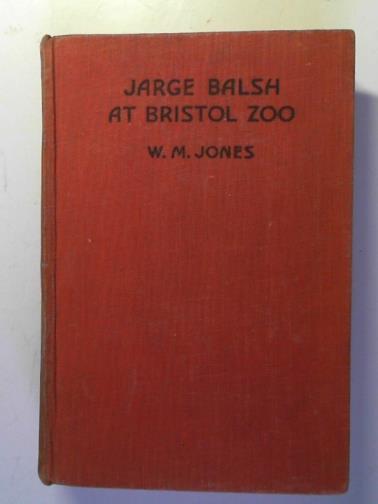 JARGE BALSH
AT BRISTOL ZOO
W. M. JONES